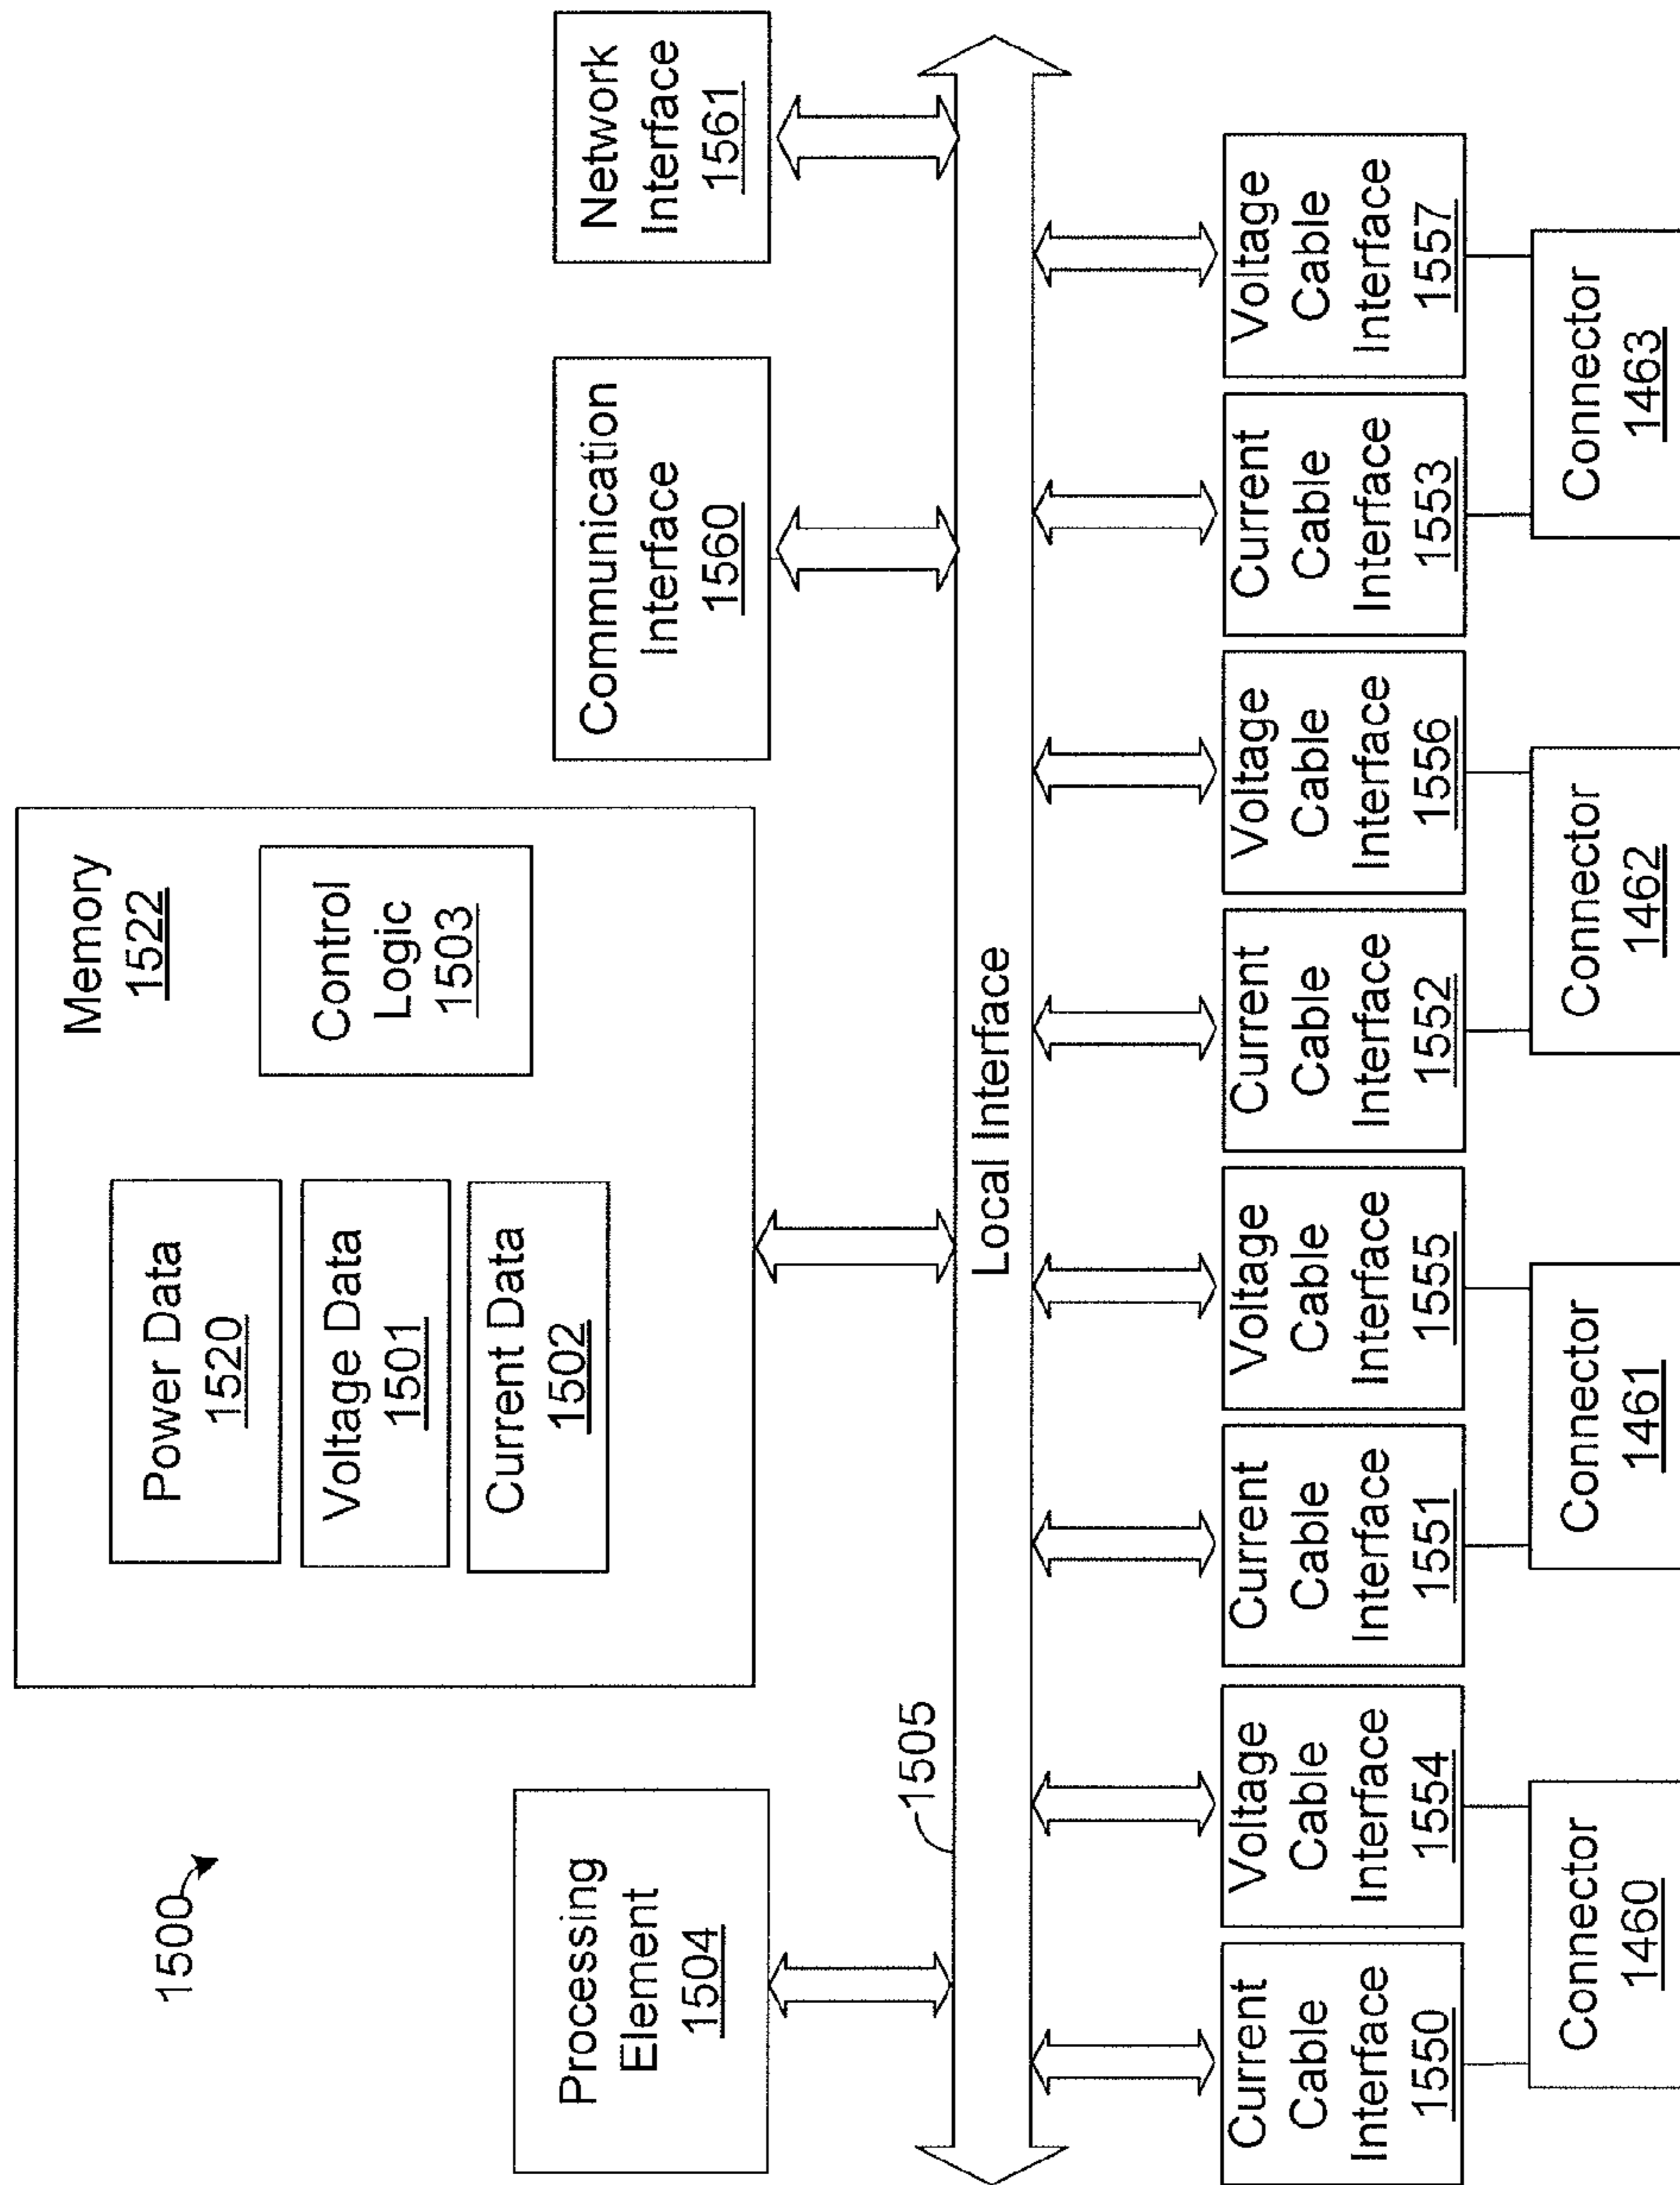 1500
Memory
1522
Power Data
1520
Voltage Data
1501
Current Data
1502
Control
Logic
1503
Processing
Element
1504
Communication
Interface
1560
Network
Interface
1561
1505
Local Interface
Current
Cable
Interface
1550
Voltage
Cable
Interface
1554
Current
Cable
Interface
1551
Voltage
Cable
Interface
1555
Current
Cable
Interface
1552
Voltage
Cable
Interface
1556
Current
Cable
Interface
1553
Voltage
Cable
Interface
1557
Connector
1460
Connector
1461
Connector
1462
Connector
1463